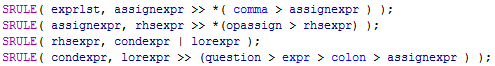 SRULE( exprlst, assignexpr >> *( comma > assignexpr ) );
SRULE( assignexpr, rhsexpr >> *(opassign > rhsexpr) );
SRULE( rhsexpr, condexpr | lorexpr );
SRULE( condexpr, lorexpr >> (question > expr > colon > assignexpr ) );